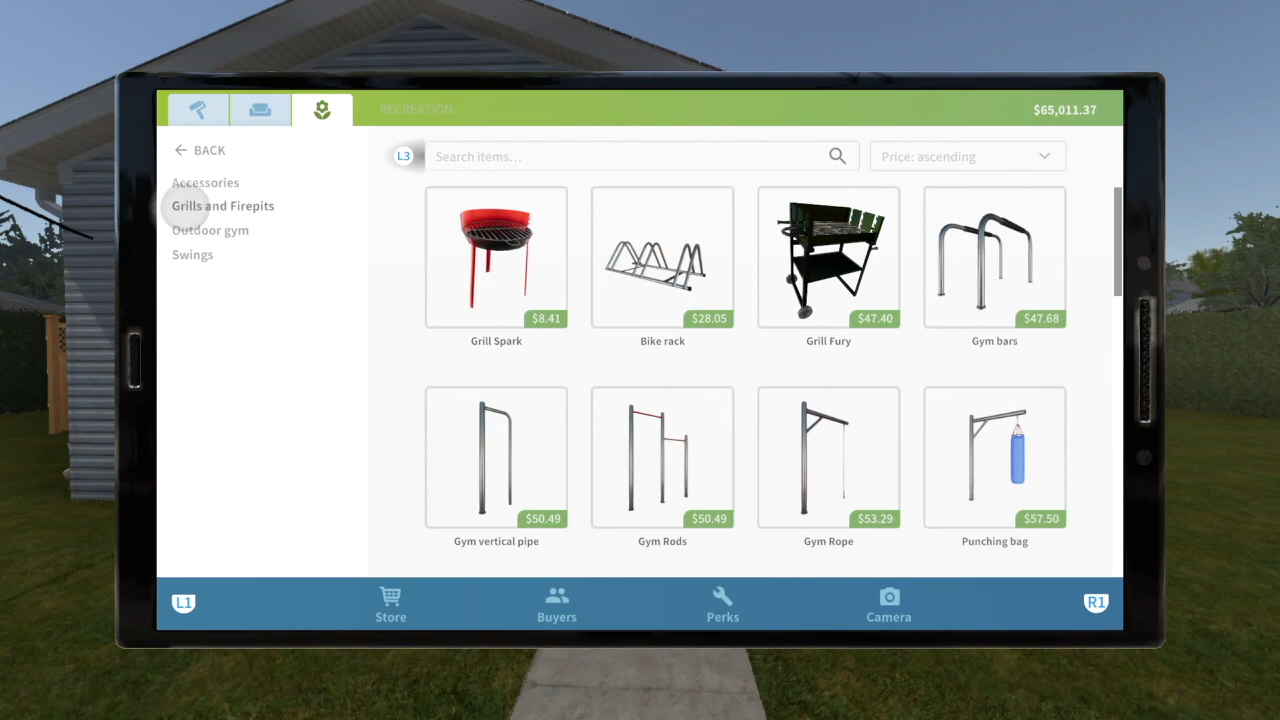 RECREATION
$65,011.37
BACK
Accessories
Grills and Firepits
Outdoor gym
Swings
L3
Search items...
Price: ascending
$8.41
$28.05
$47.40
$47.68
Grill Spark
Bike rack
Grill Fury
Gym bars
$50.49
$50.49
$53.29
$57.50
Gym vertical pipe
Gym Rods
Gym Rope
Punching bag
L1
Store
Buyers
Perks
Camera
R1